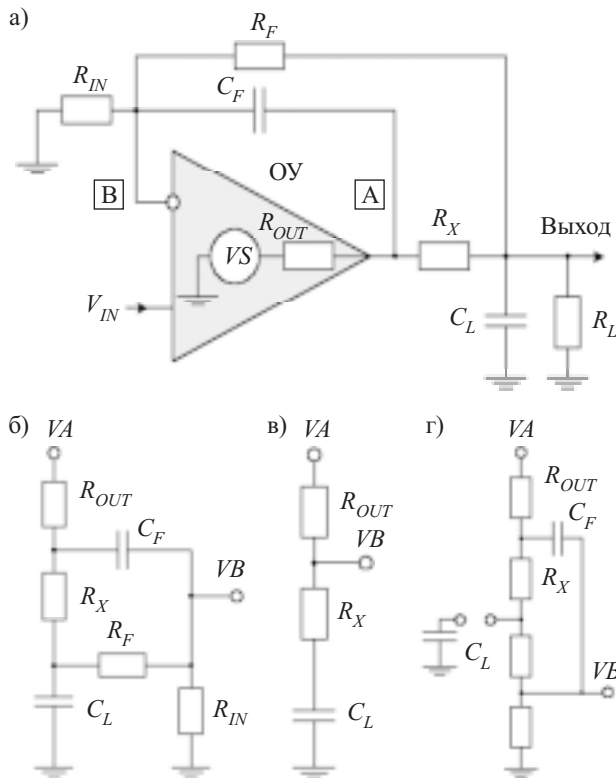 а)
R_F
R_IN
C_F
ОУ
B
A
R_OUT
R_X
Выход
VS
V_IN
C_L
R_L
б)
VA
R_OUT
C_F
VB
R_X
R_F
C_L
R_IN
в)
VA
R_OUT
VB
R_X
C_L
г)
VA
R_OUT
C_F
R_X
C_L
VB